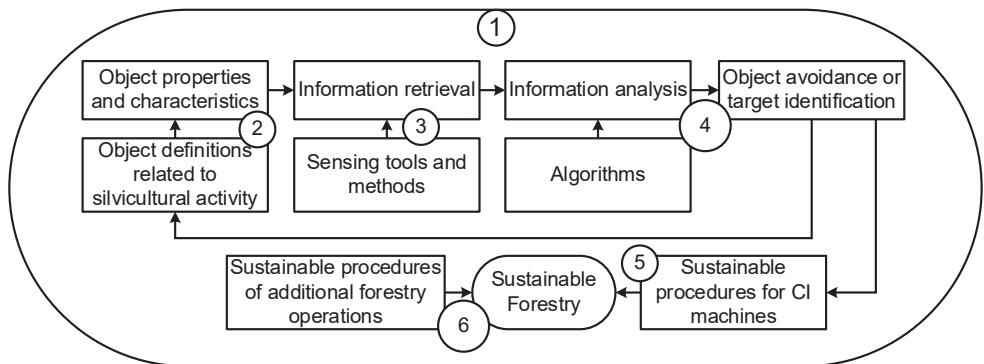 1
Object properties
and characteristics
Information retrieval
Information analysis
Object avoidance or
target identification
2
3
4
Object definitions
related to
silvicultural activity
Sensing tools and
methods
Algorithms
Sustainable procedures
of additional forestry
operations
6
Sustainable
Forestry
5
Sustainable
procedures for CI
machines